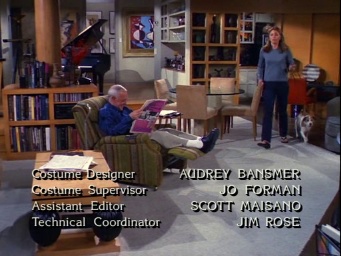 Costume Designer AUDREY BANSMER
Costume Supervisor JO FORMAN
Assistant Editor SCOTT MAISANO
Technical Coordinator JIM ROSE